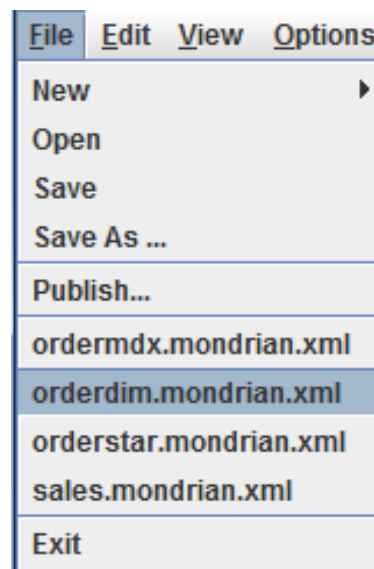 File Edit View Options
New
Open
Save
Save As ...
Publish...
ordermdx.mondrian.xml
orderdim.mondrian.xml
orderstar.mondrian.xml
sales.mondrian.xml
Exit